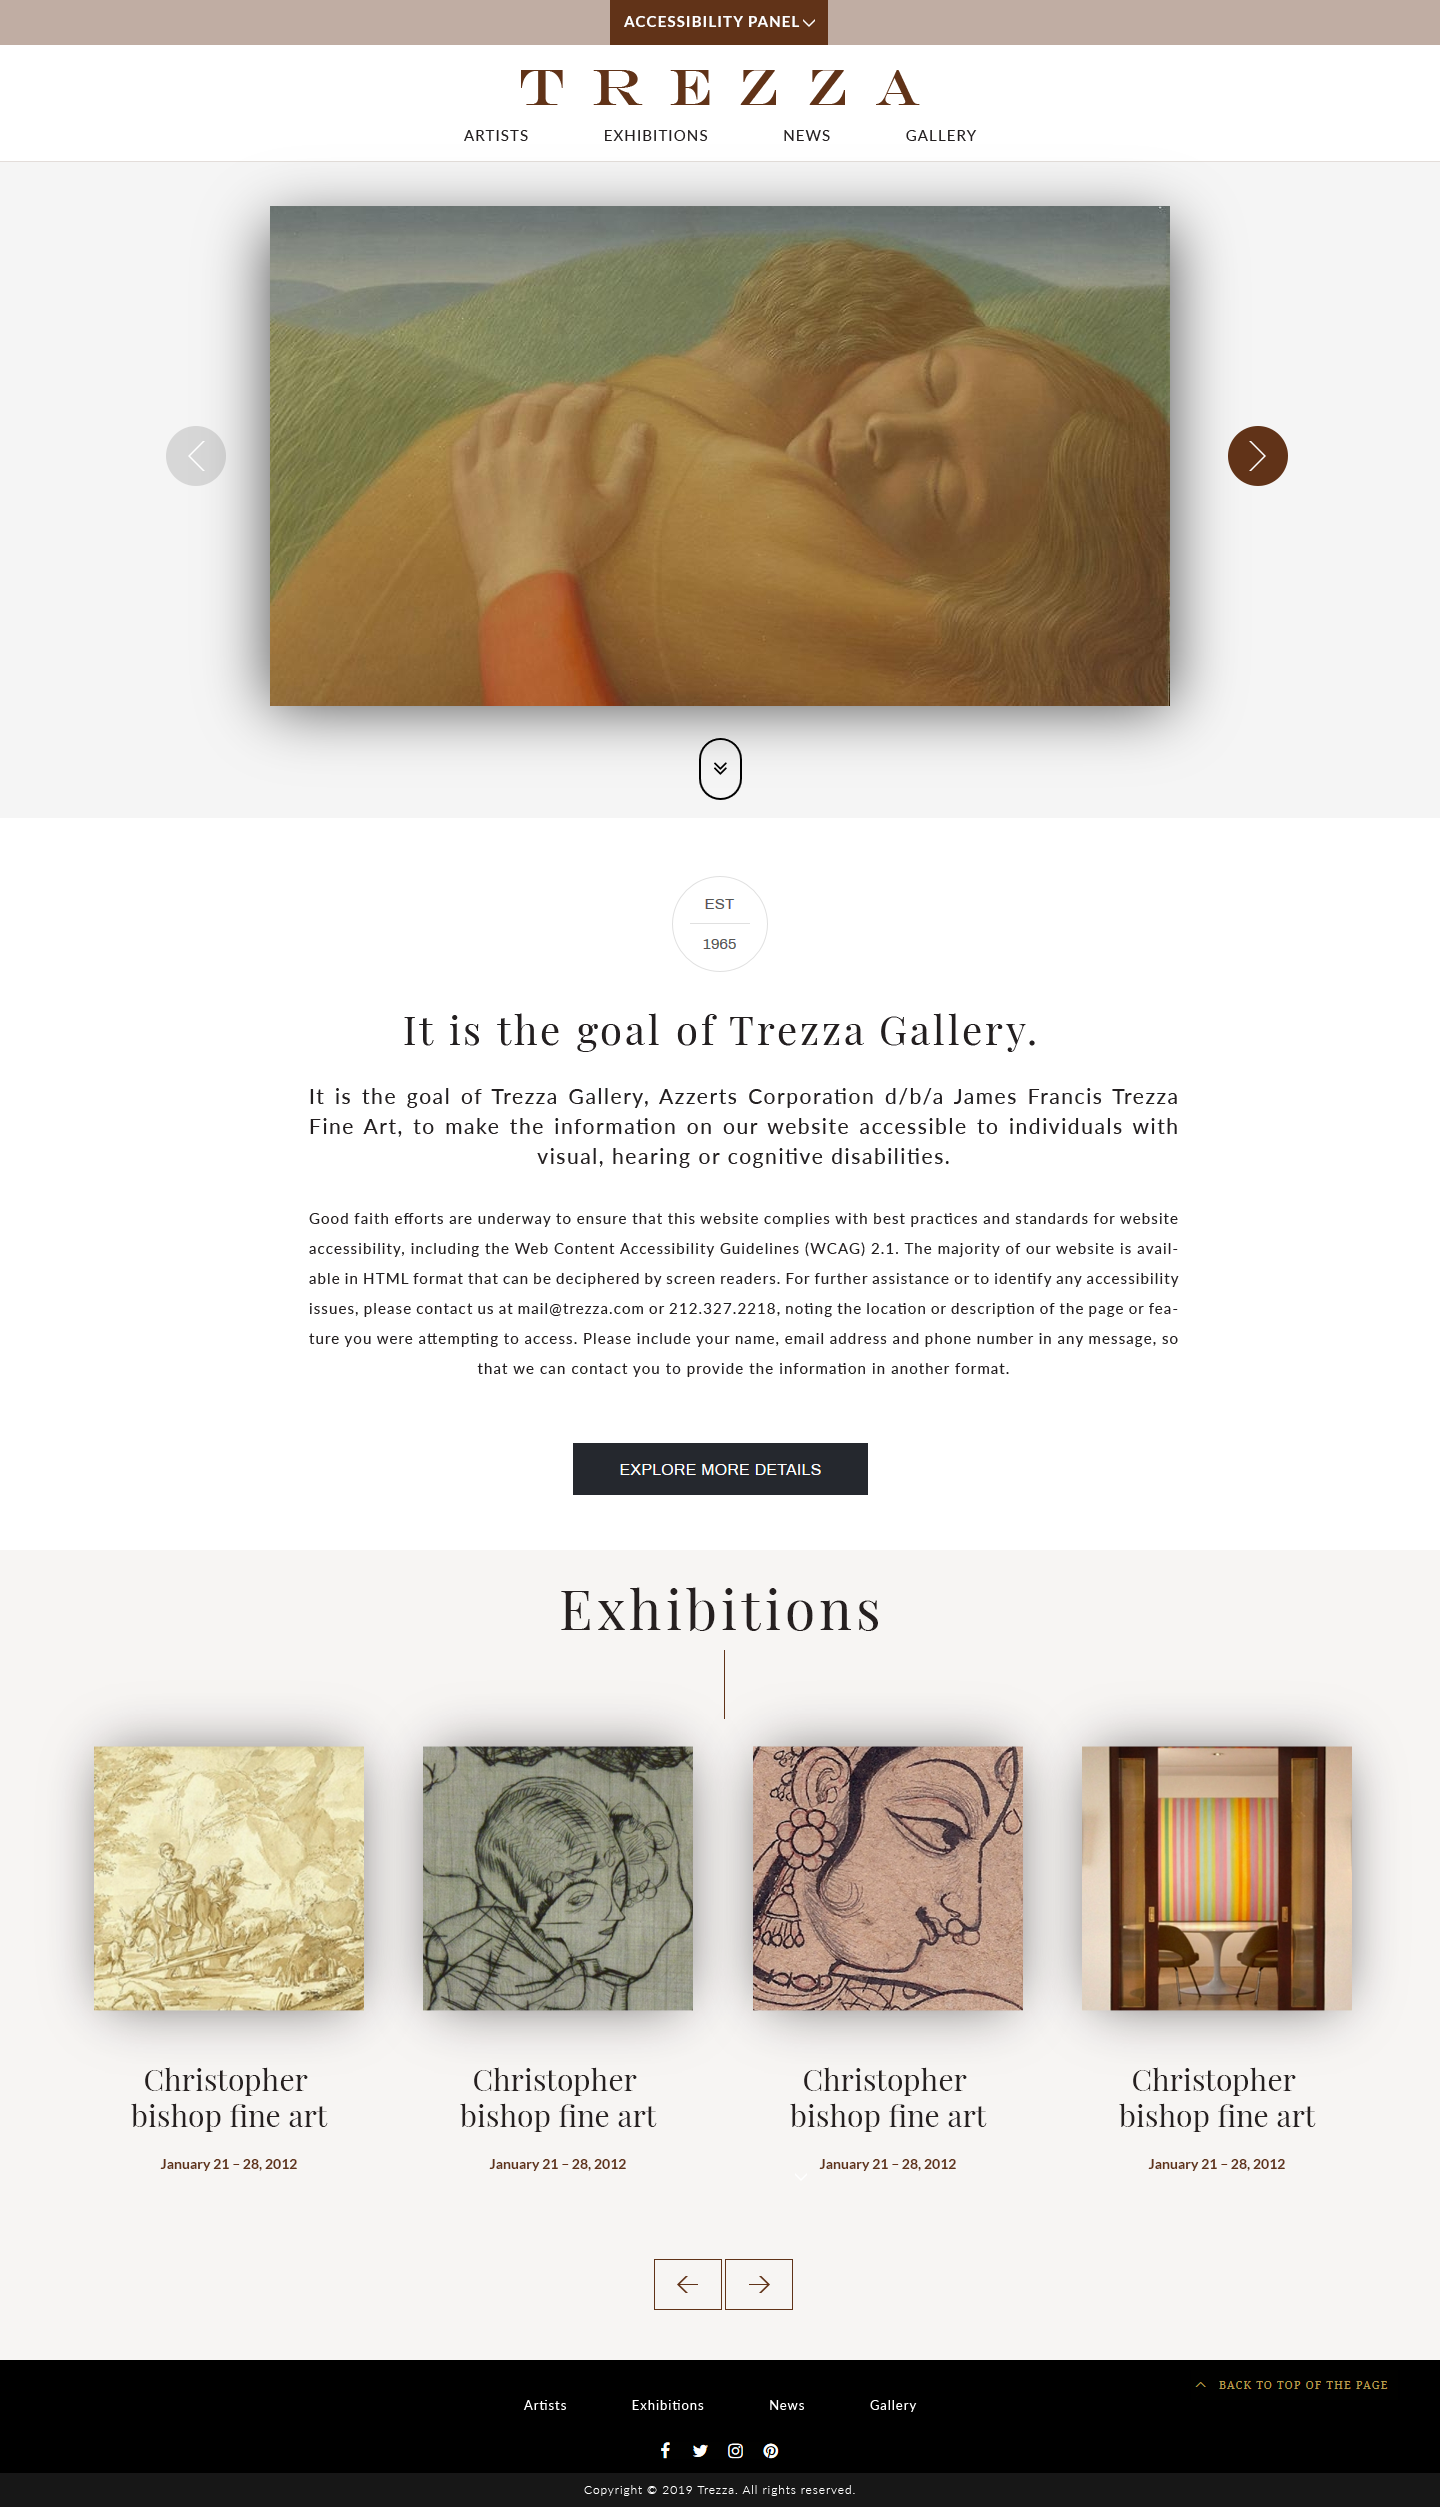 ACCESSIBILITY PANEL
TREZZA
ARTISTS EXHIBITIONS NEWS GALLERY
EST
1965
It is the goal of Trezza Gallery.
It is the goal of Trezza Gallery, Azzerts Corporation d/b/a James Francis Trezza
Fine Art, to make the information on our website accessible to individuals with
visual, hearing or cognitive disabilities.
Good faith efforts are underway to ensure that this website complies with best practices and standards for website
accessibility, including the Web Content Accessibility Guidelines (WCAG) 2.1. The majority of our website is avail-
able in HTML format that can be deciphered by screen readers. For further assistance or to identify any accessibility
issues, please contact us at mail@trezza.com or 212.327.2218, noting the location or description of the page or fea-
ture you were attempting to access. Please include your name, email address and phone number in any message, so
that we can contact you to provide the information in another format.
EXPLORE MORE DETAILS
Exhibitions
Christopher
bishop fine art
January 21 – 28, 2012
Christopher
bishop fine art
January 21 – 28, 2012
Christopher
bishop fine art
January 21 – 28, 2012
Christopher
bishop fine art
January 21 – 28, 2012
BACK TO TOP OF THE PAGE
Artists Exhibitions News Gallery
Copyright © 2019 Trezza. All rights reserved.